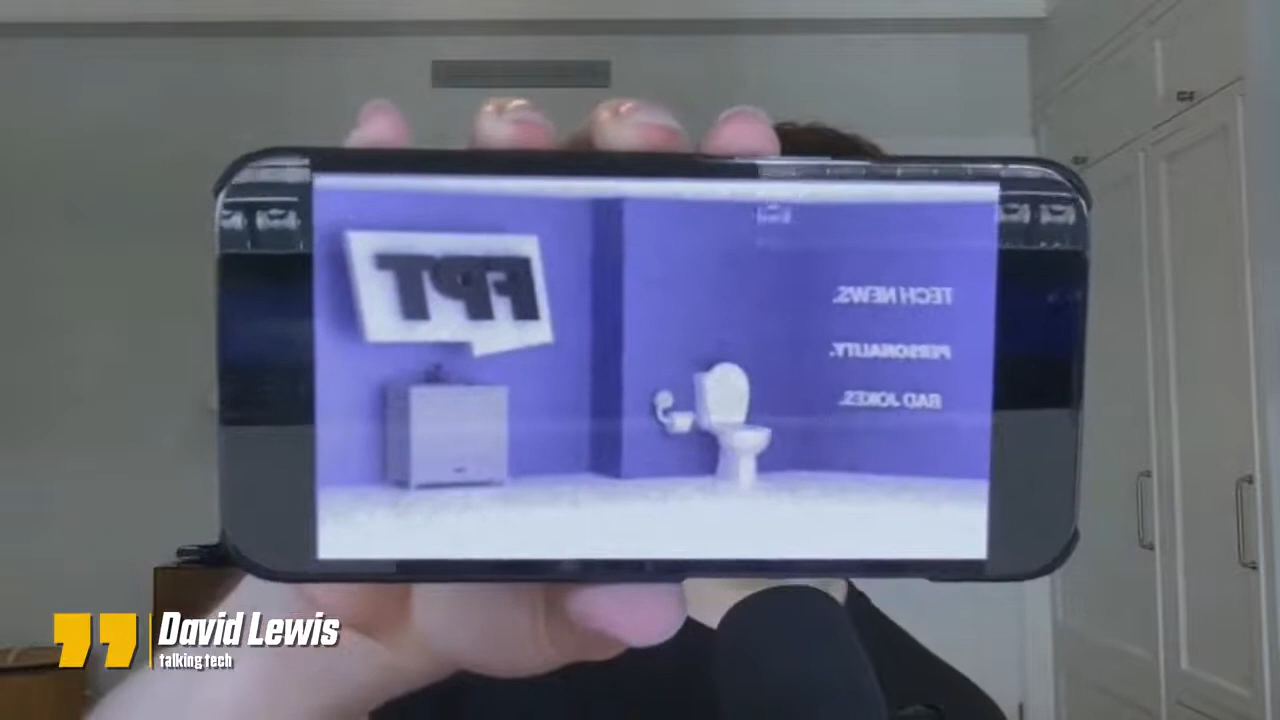 FPT
TECH NEWS.
PERSONALITY.
BAD JOKES.
David Lewis
talking tech